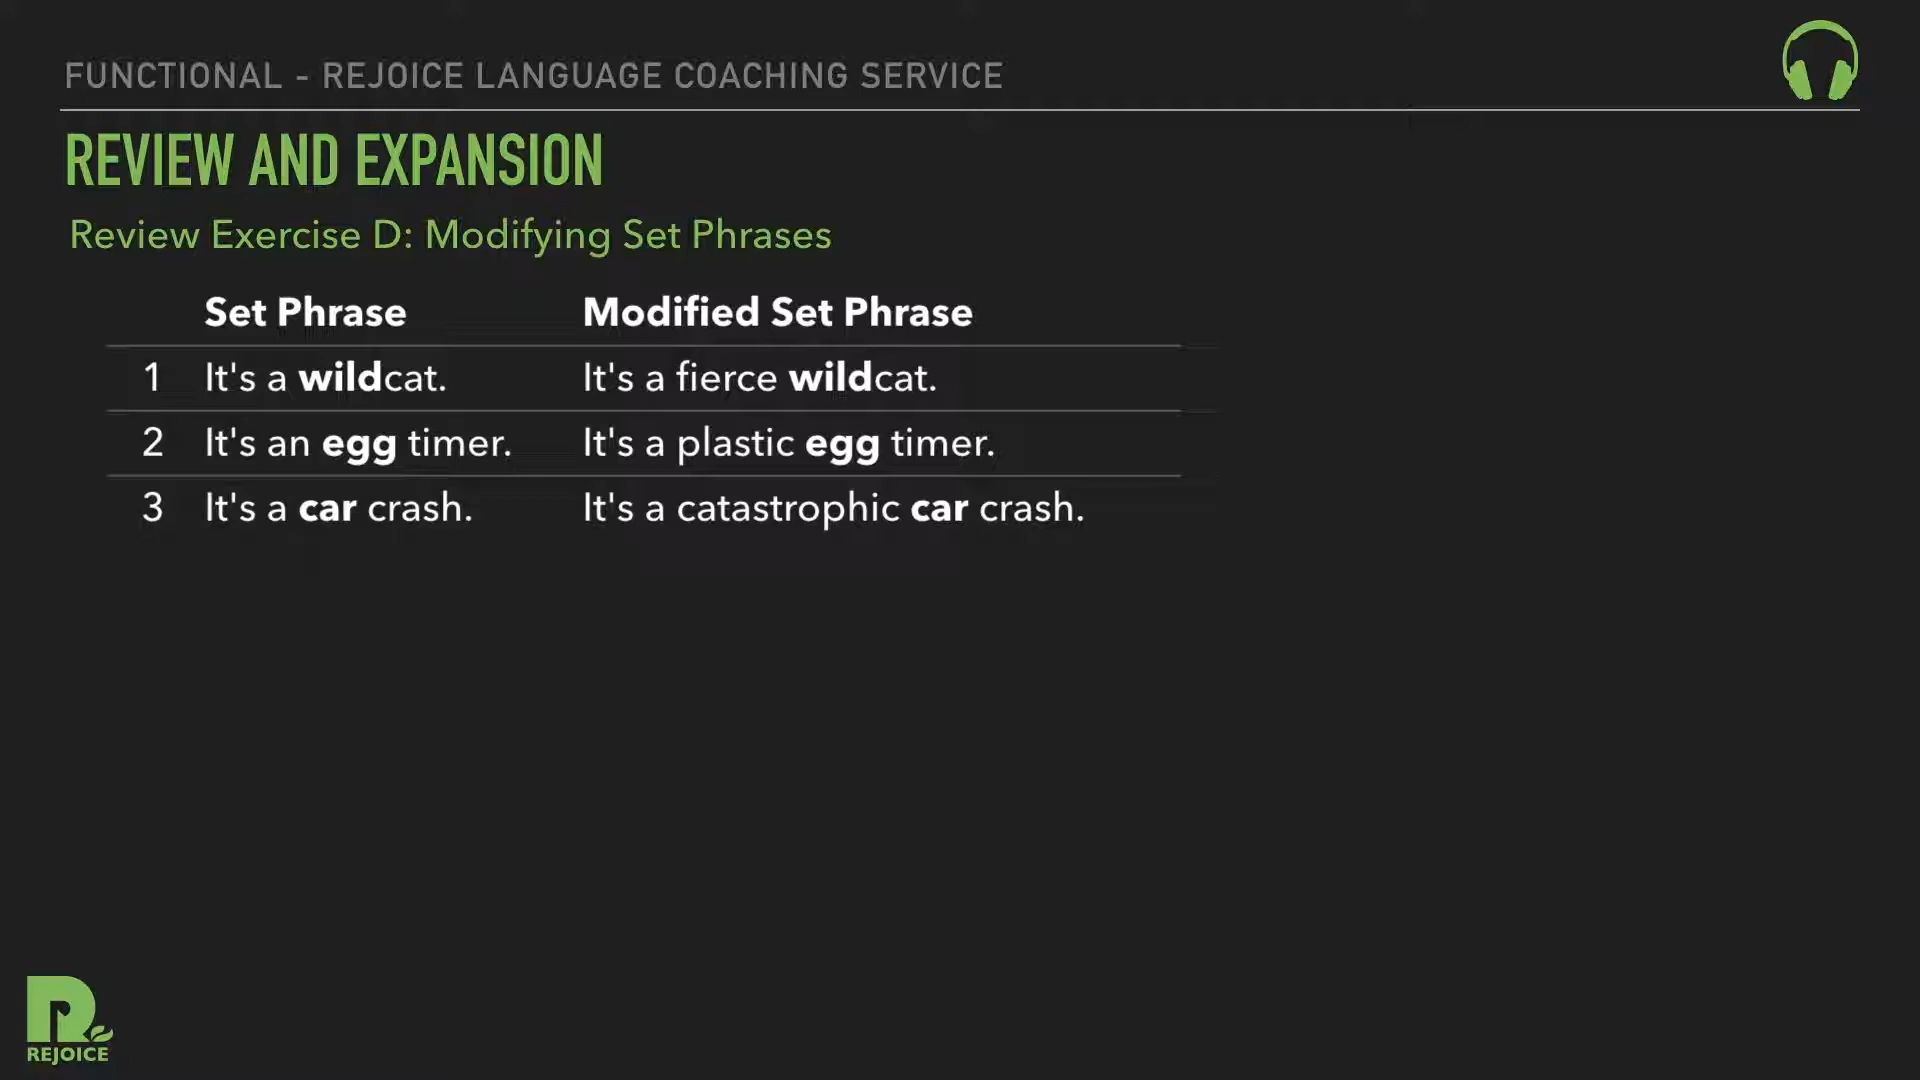 FUNCTIONAL - REJOICE LANGUAGE COACHING SERVICE
REVIEW AND EXPANSION
Review Exercise D: Modifying Set Phrases
Set Phrase Modified Set Phrase
1 It's a wildcat. It's a fierce wildcat.
2 It's an egg timer. It's a plastic egg timer.
3 It's a car crash. It's a catastrophic car crash.
REJOICE